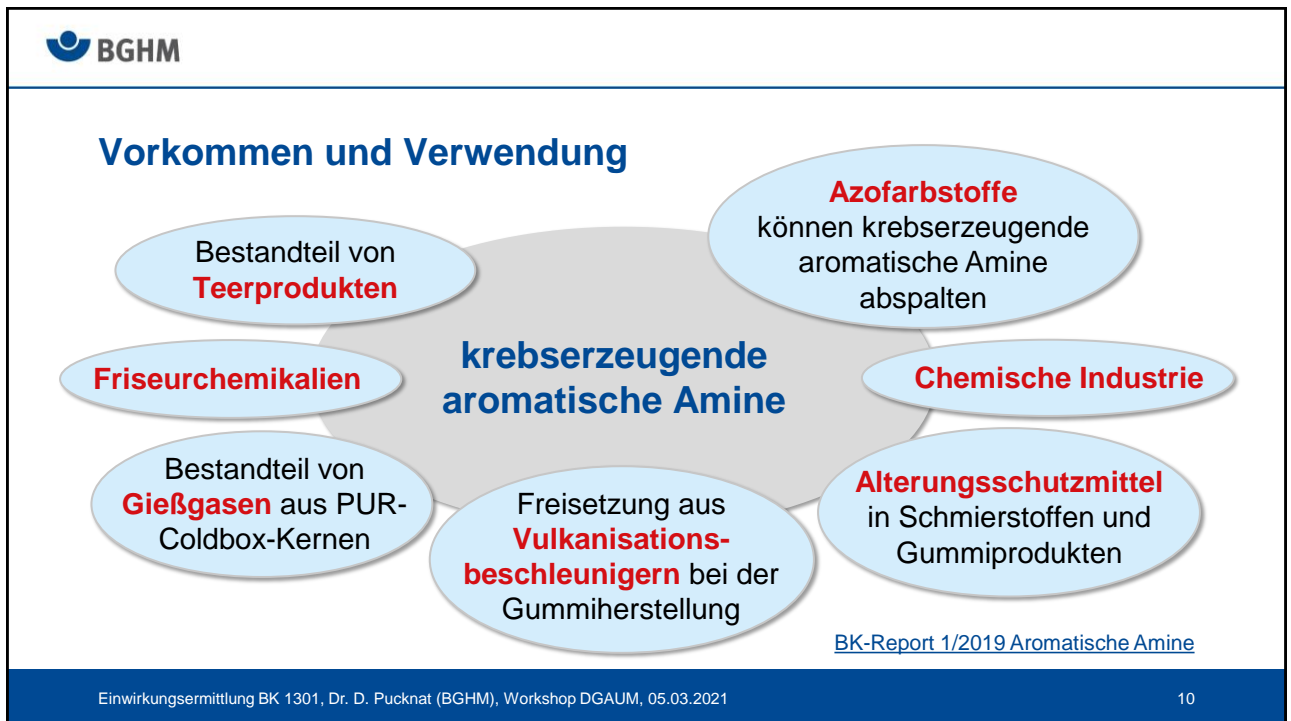 BGHM
Vorkommen und Verwendung
Bestandteil von
Teerprodukten
Azofarbstoffe
können krebserzeugende
aromatische Amine
abspalten
krebserzeugende
aromatische Amine
Friseurchemikalien
Chemische Industrie
Bestandteil von
Gießgasen aus PUR-
Coldbox-Kernen
Freisetzung aus
Vulkanisations-
beschleunigern bei der
Gummiherstellung
Alterungsschutzmittel
in Schmierstoffen und
Gummiprodukten
BK-Report 1/2019 Aromatische Amine
Einwirkungsermittlung BK 1301, Dr. D. Pucknat (BGHM), Workshop DGAUM, 05.03.2021
10